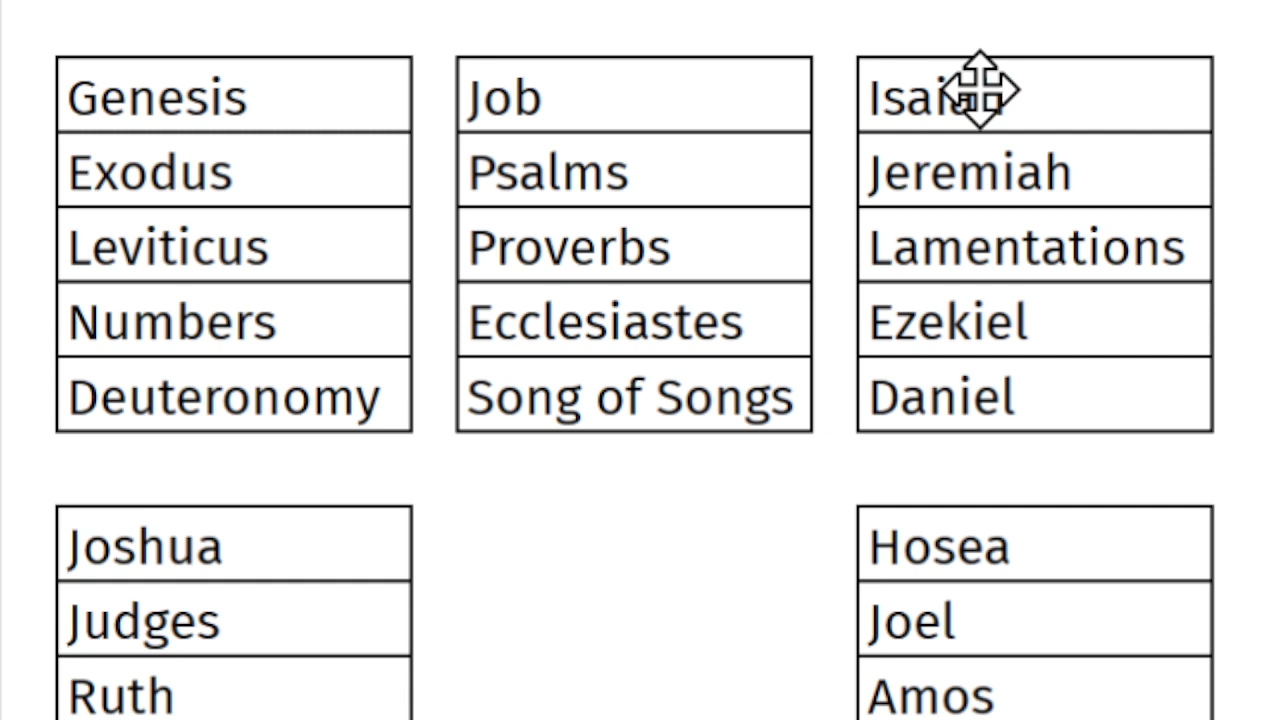 Genesis
Exodus
Leviticus
Numbers
Deuteronomy
Job
Psalms
Proverbs
Ecclesiastes
Song of Songs
Jeremiah
Lamentations
Ezekiel
Daniel
Joshua
Judges
Ruth
Hosea
Joel
Amos